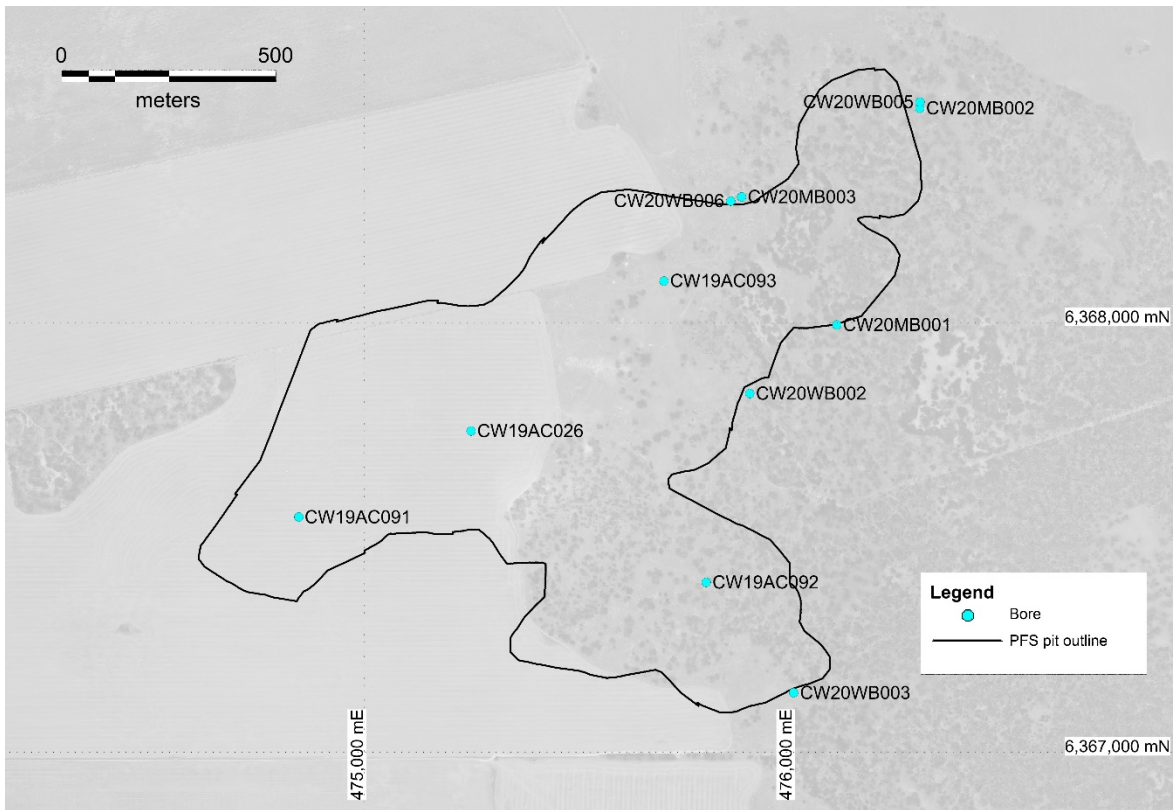 0 500
meters
CW20WB005
CW20MB002
CW20WB006
CW20MB003
CW19AC093
6,368,000 mN
CW20MB001
CW20WB002
CW19AC026
CW19AC091
CW19AC092
Legend
Bore
PFS pit outline
CW20WB003
475,000 mE
476,000 mE
6,367,000 mN